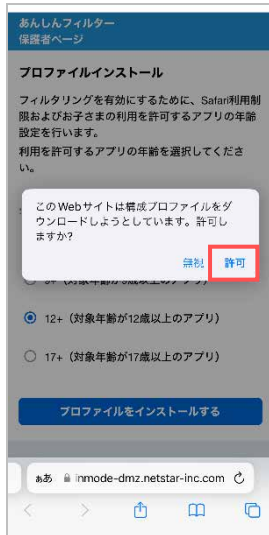 あんしんフィルター
保護者ページ
プロファイルインストール
フィルタリングを有効にするために、Safari利用制
限およびお子さまの利用を許可するアプリの年齢
設定を行います。
利用を許可するアプリの年齢を選択してくださ
い。
このWebサイトは構成プロファイルをダ
ウンロードしようとしています。許可し
ますか?
無視 許可
9+（対象年齢が9歳以上のアプリ）
12+（対象年齢が12歳以上のアプリ）
17+（対象年齢が17歳以上のアプリ）
プロファイルをインストールする
ぁあ inmode-dmz.netstar-inc.com